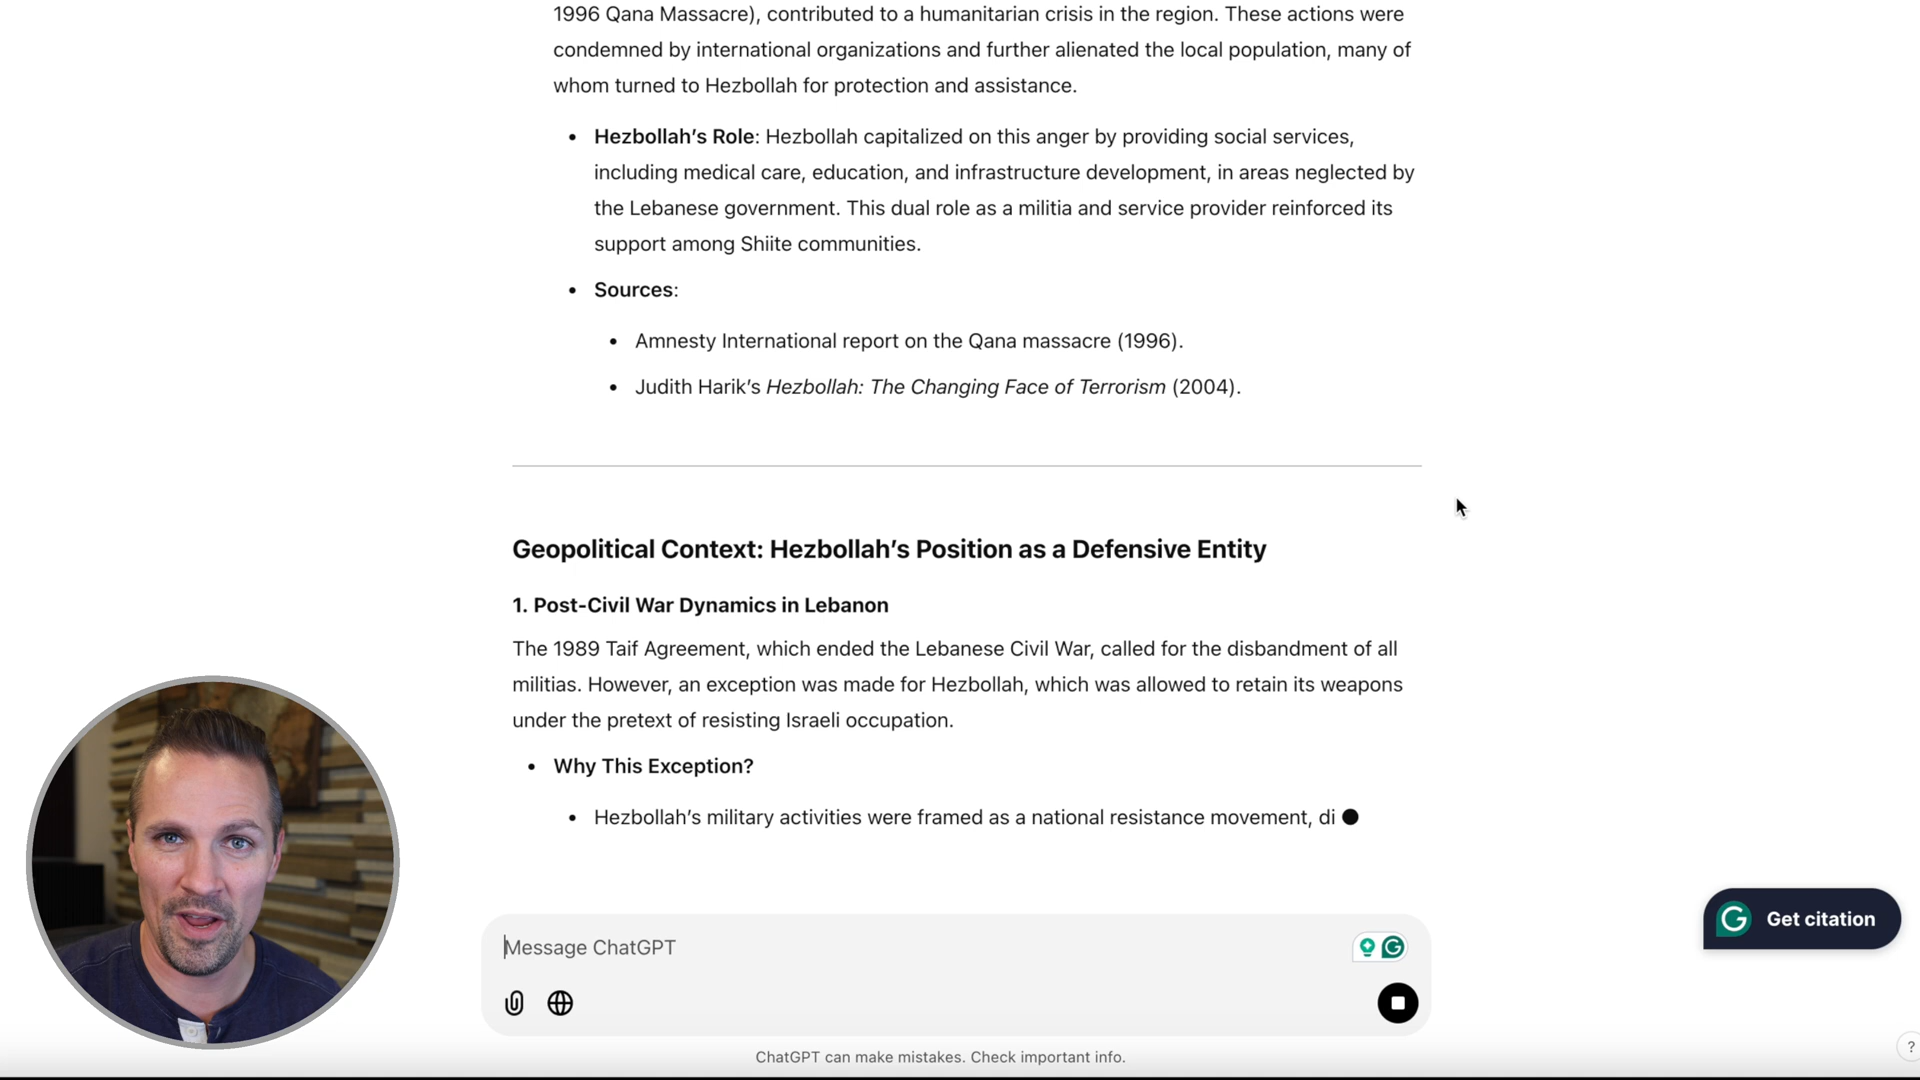 1996 Qana Massacre), contributed to a humanitarian crisis in the region. These actions were
condemned by international organizations and further alienated the local population, many of
whom turned to Hezbollah for protection and assistance.
• Hezbollah’s Role: Hezbollah capitalized on this anger by providing social services,
including medical care, education, and infrastructure development, in areas neglected by
the Lebanese government. This dual role as a militia and service provider reinforced its
support among Shiite communities.
• Sources:
• Amnesty International report on the Qana massacre (1996).
• Judith Harik’s Hezbollah: The Changing Face of Terrorism (2004).
Geopolitical Context: Hezbollah’s Position as a Defensive Entity
1. Post-Civil War Dynamics in Lebanon
The 1989 Taif Agreement, which ended the Lebanese Civil War, called for the disbandment of all
militias. However, an exception was made for Hezbollah, which was allowed to retain its weapons
under the pretext of resisting Israeli occupation.
• Why This Exception?
• Hezbollah’s military activities were framed as a national resistance movement, di
Get citation
Message ChatGPT
ChatGPT can make mistakes. Check important info.
?